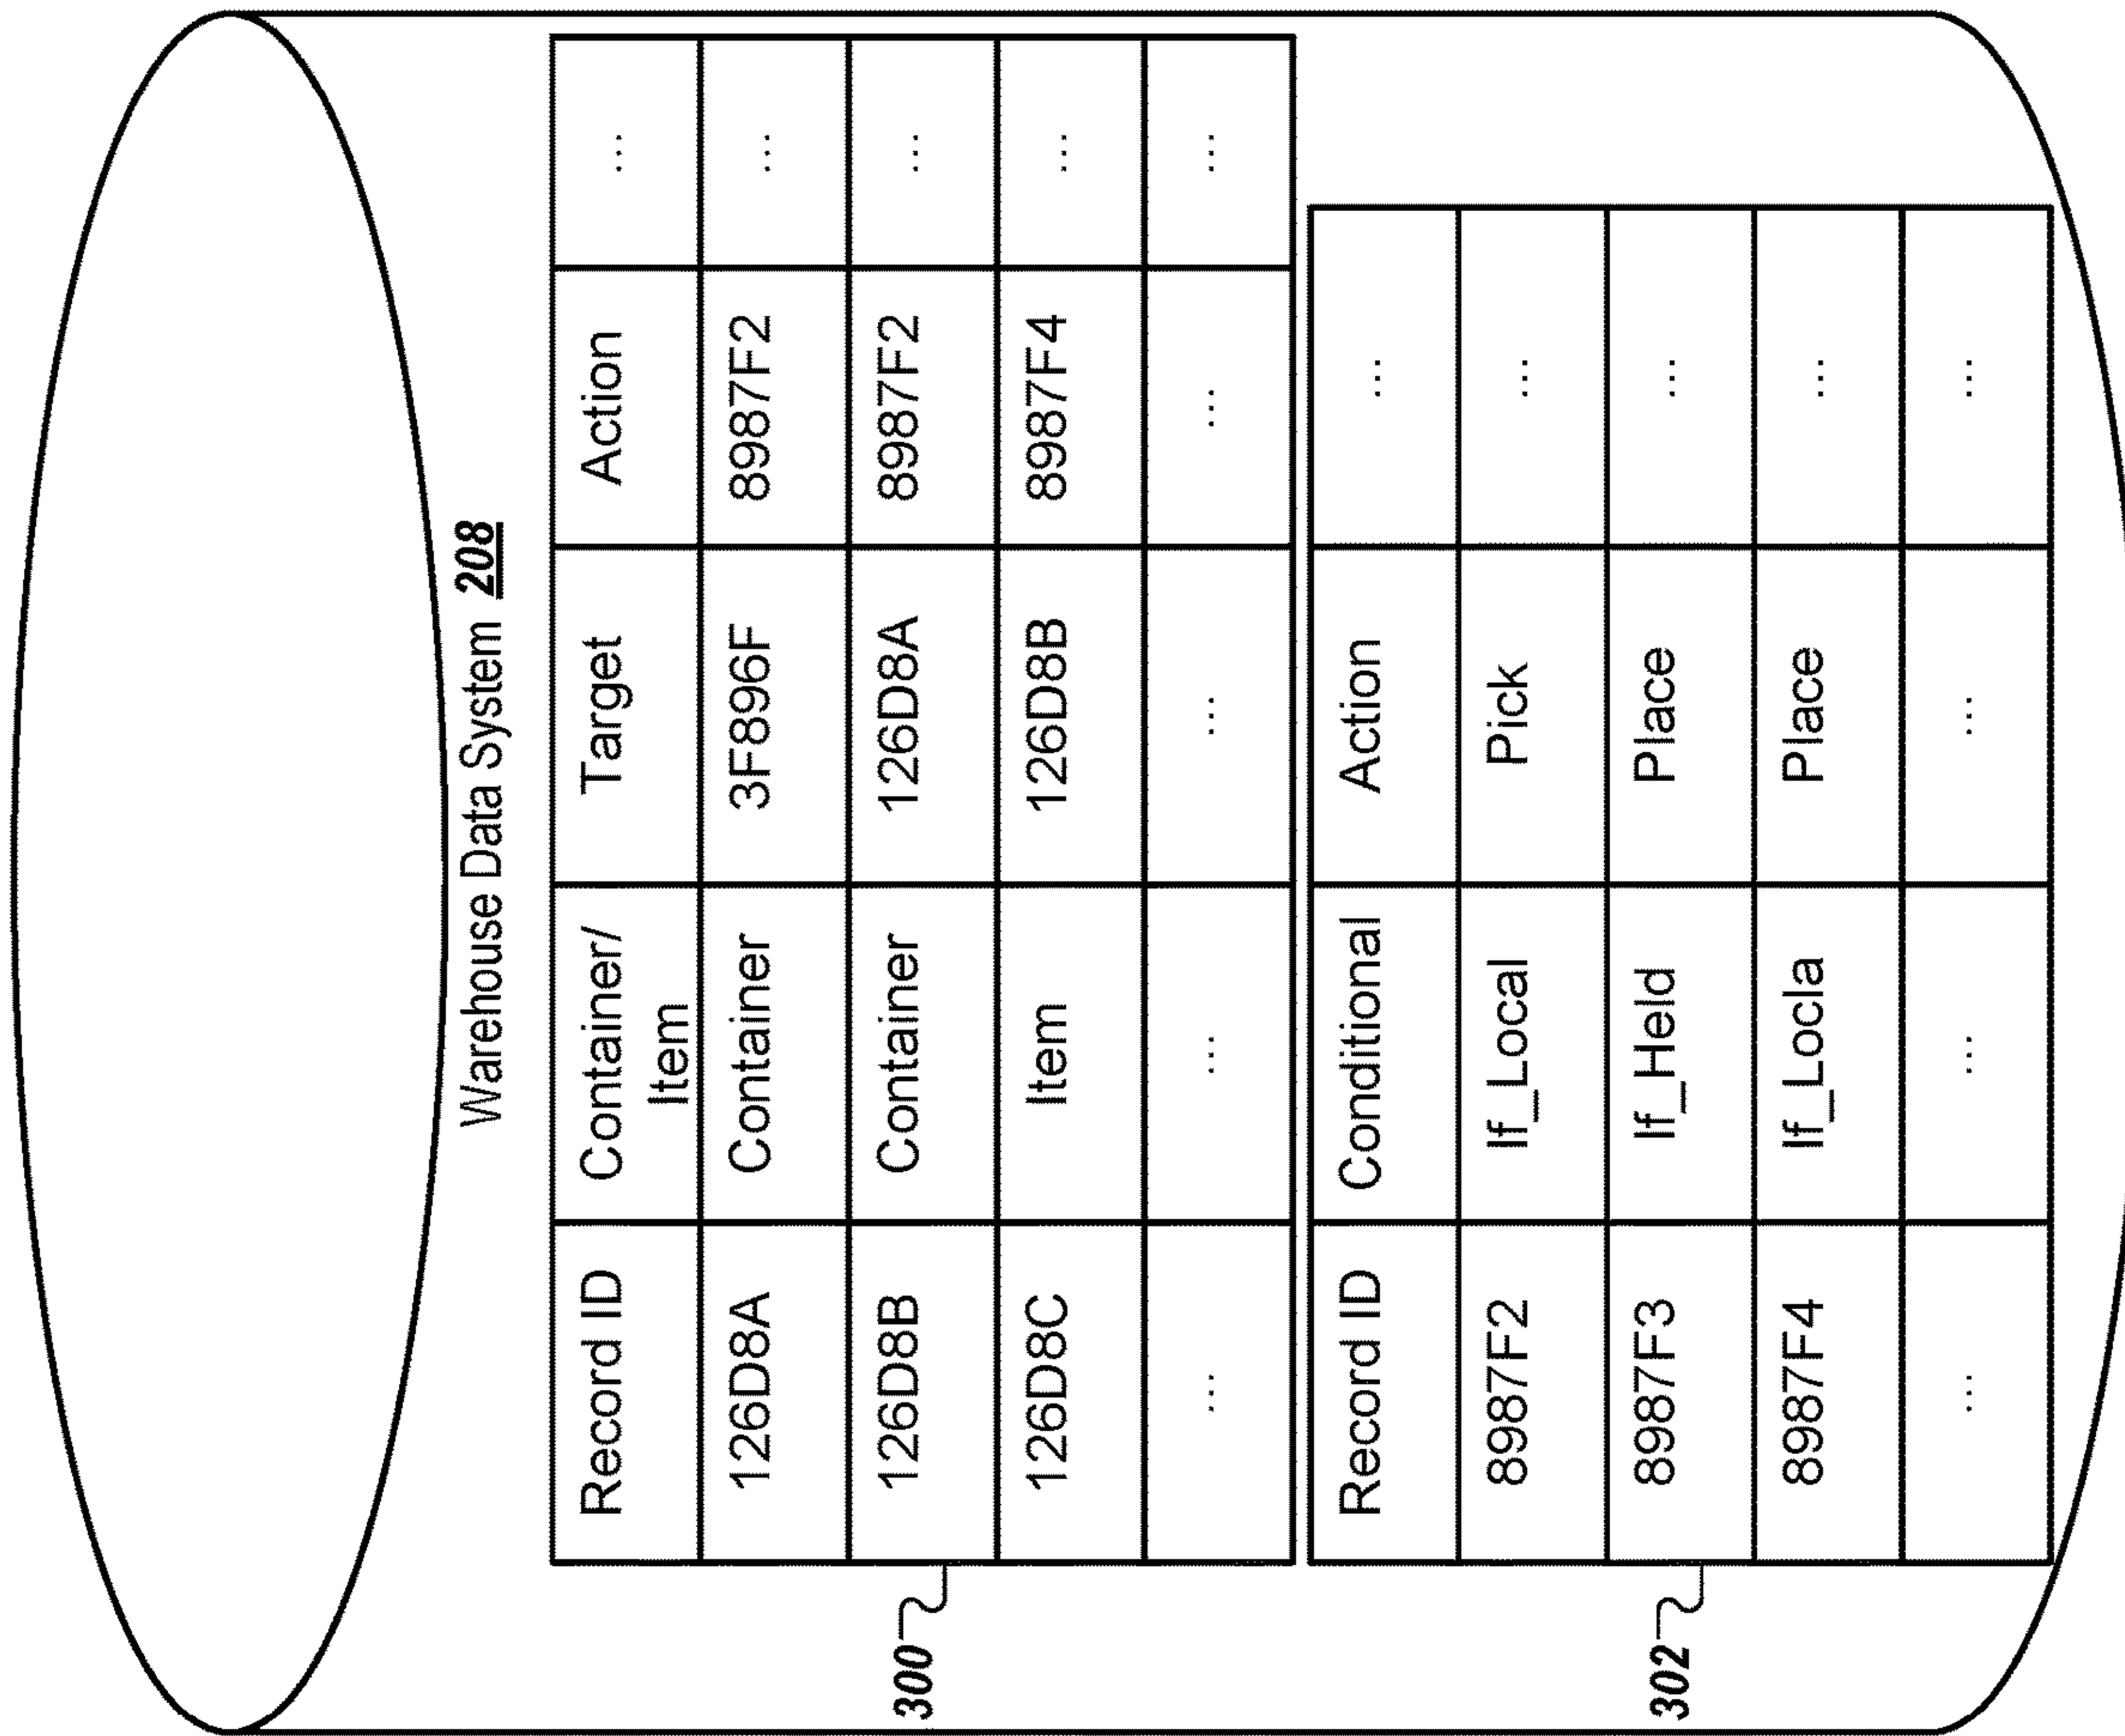 Warehouse Data System 208
Record ID Container/ Item Target Action ...
126D8A Container 3F896F 8987F2 ...
126D8B Container 126D8A 8987F2 ...
126D8C Item 126D8B 8987F4 ...
... ... ... ... ...
300
Record ID Conditional Action ...
8987F2 If_Local Pick ...
8987F3 If_Held Place ...
8987F4 If_Locla Place ...
... ... ... ...
302